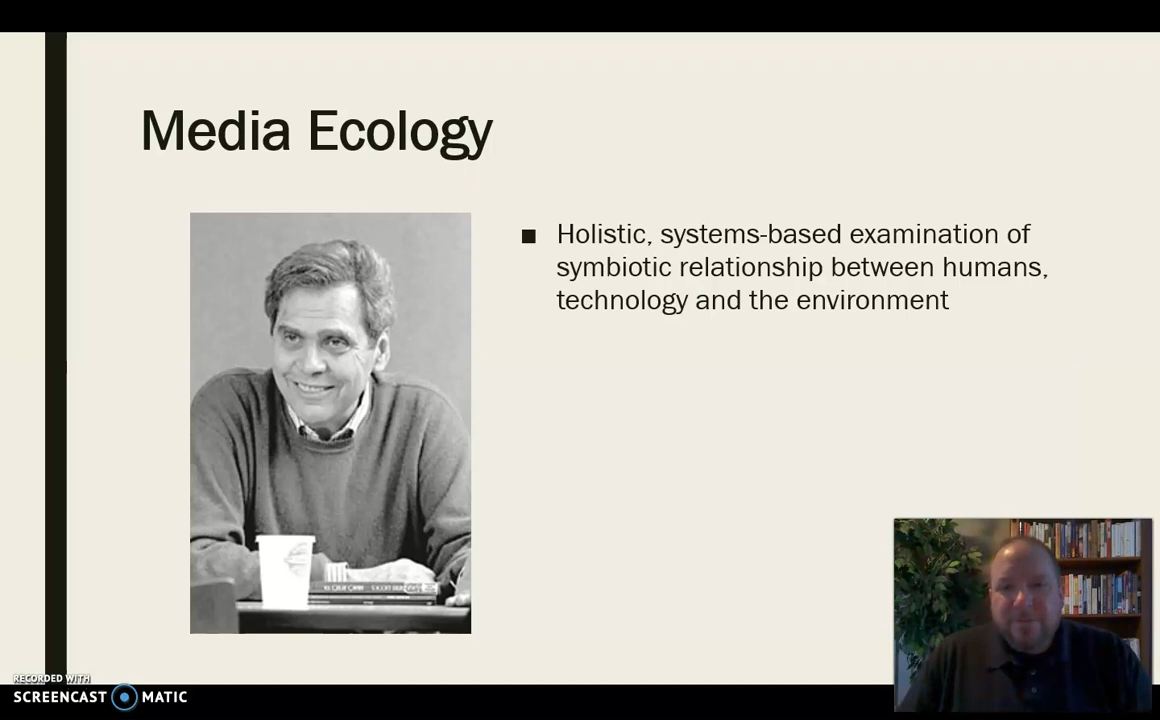 Media Ecology
■ Holistic, systems-based examination of
symbiotic relationship between humans,
technology and the environment
RECORDED WITH
SCREENCAST MATIC